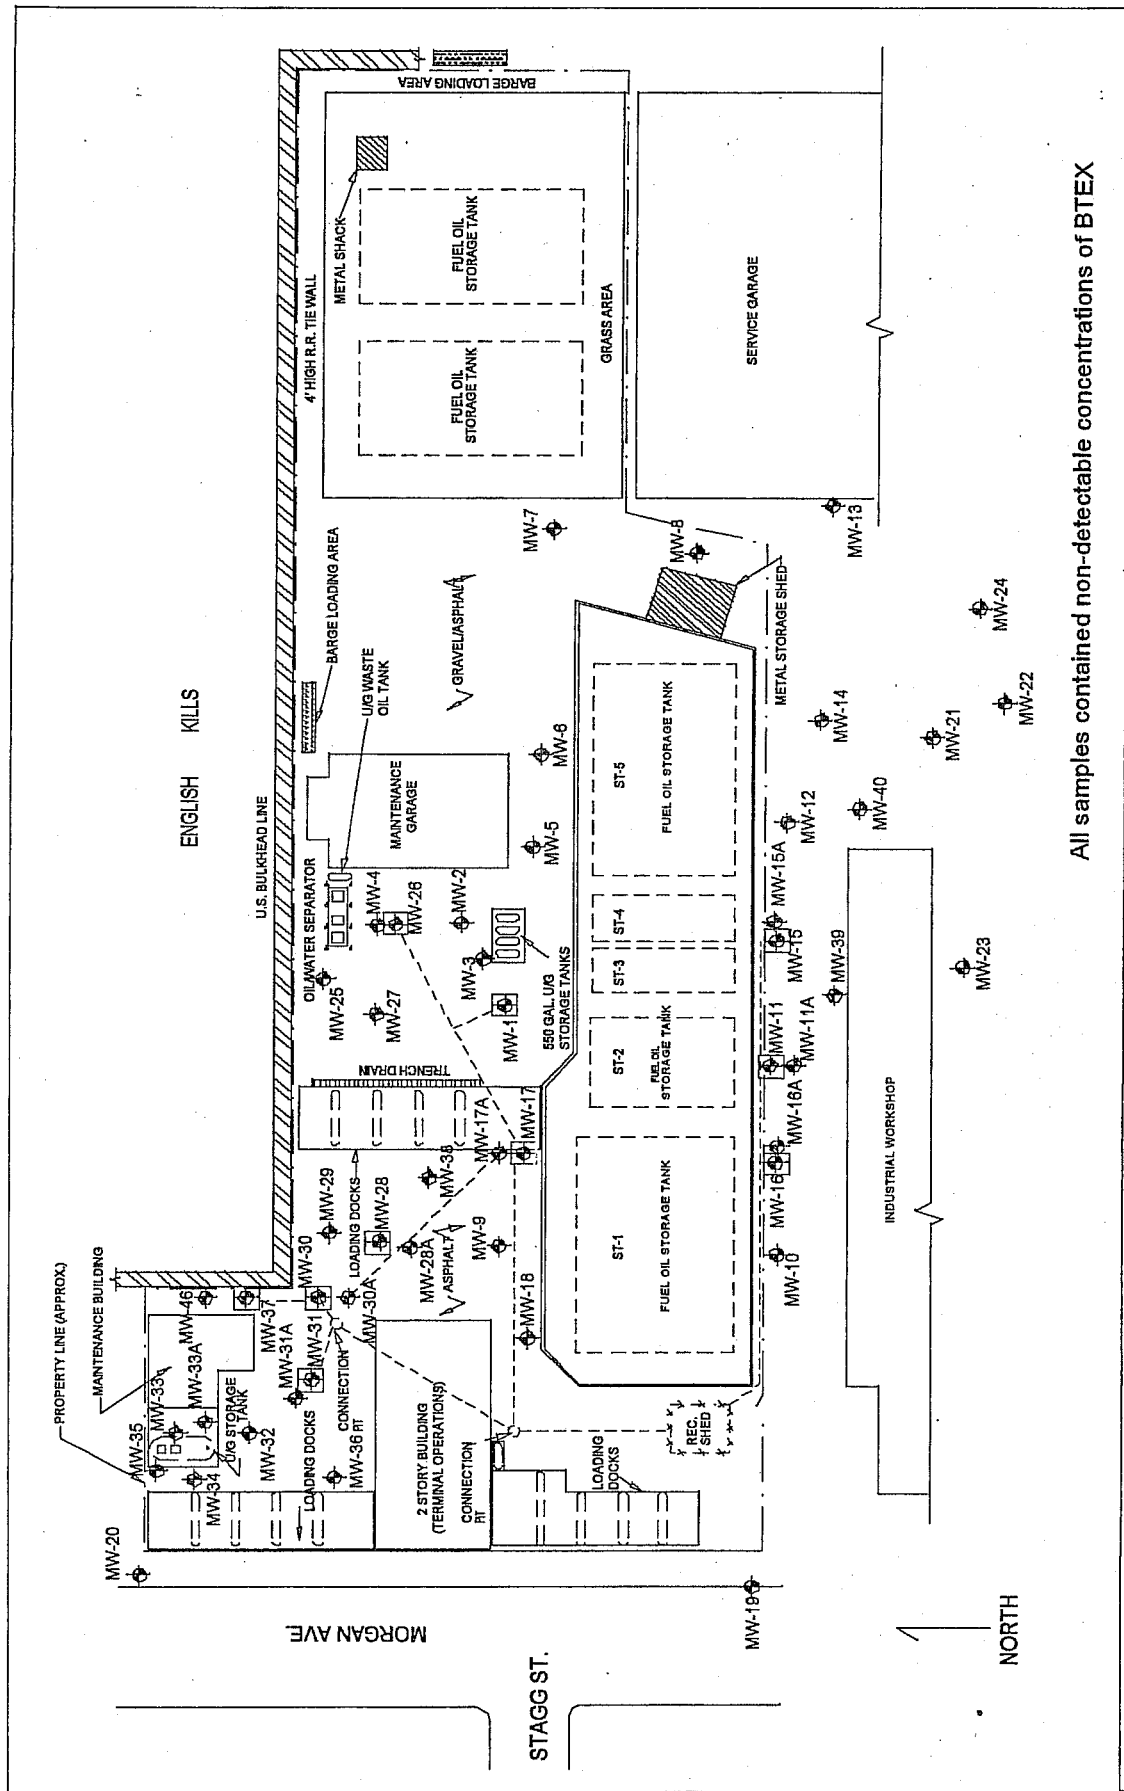 ENGLISH KILLS
PROPERTY LINE (APPROX.)
MAINTENANCE BUILDING
U.S. BULKHEAD LINE
BARGE LOADING AREA
U/G WASTE
OIL TANK
4' HIGH R.R. TIE WALL
METAL SHACK
BARGE LOADING AREA
MW-20
MW-35
MW-33
MW-33A
MW-46
MW-34
U/G STORAGE
TANK
MW-32
MW-37
MW-31A
MW-31
MW-30
MW-29
LOADING DOCKS
MW-28
MW-30A
CONNECTION
PIT
MW-36
LOADING DOCKS
MW-28A
ASPHALT
MW-38
TRENCH DRAIN
MW-25
MW-27
OIL/WATER SEPARATOR
MW-4
MW-26
MW-2
MW-3
MW-1
550 GAL. U/G
STORAGE TANKS
MAINTENANCE
GARAGE
MW-5
MW-6
GRAVEL/ASPHALT
MW-7
MW-8
FUEL OIL
STORAGE TANK
FUEL OIL
STORAGE TANK
GRASS AREA
MORGAN AVE.
2 STORY BUILDING
(TERMINAL OPERATIONS)
CONNECTION
PIT
MW-18
MW-9
MW-17A
MW-17
LOADING
DOCKS
REC.
SHED
ST-1
FUEL OIL STORAGE TANK
ST-2
FUEL OIL
STORAGE TANK
ST-3
ST-4
ST-5
FUEL OIL STORAGE TANK
METAL STORAGE SHED
SERVICE GARAGE
STAGG ST.
MW-19
MW-10
MW-16
MW-16A
MW-11
MW-11A
MW-15
MW-15A
MW-39
MW-12
MW-40
MW-14
MW-13
MW-23
MW-21
MW-22
MW-24
INDUSTRIAL WORKSHOP
NORTH
All samples contained non-detectable concentrations of BTEX